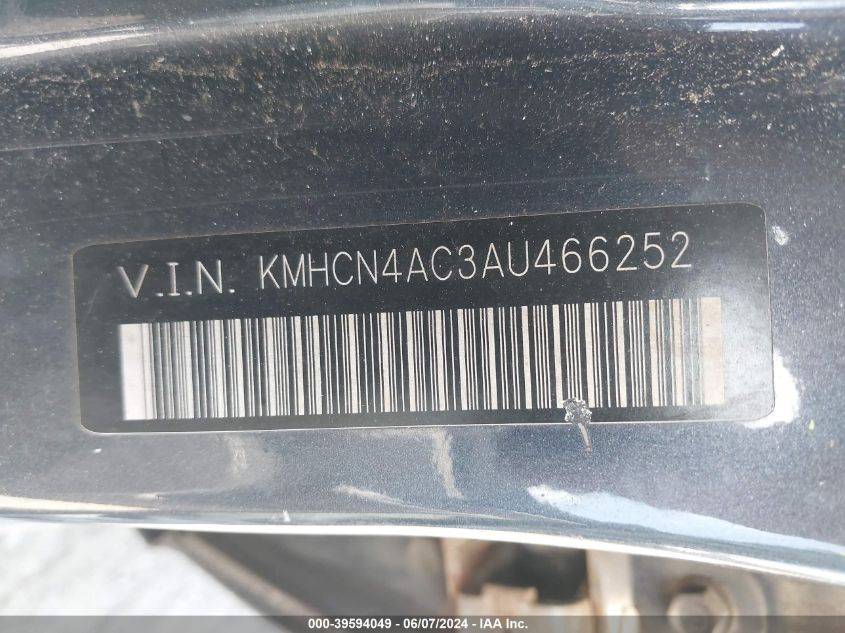 V.I.N. KMHCN4AC3AU466252
000-39594049 - 06/07/2024 - IAA Inc.